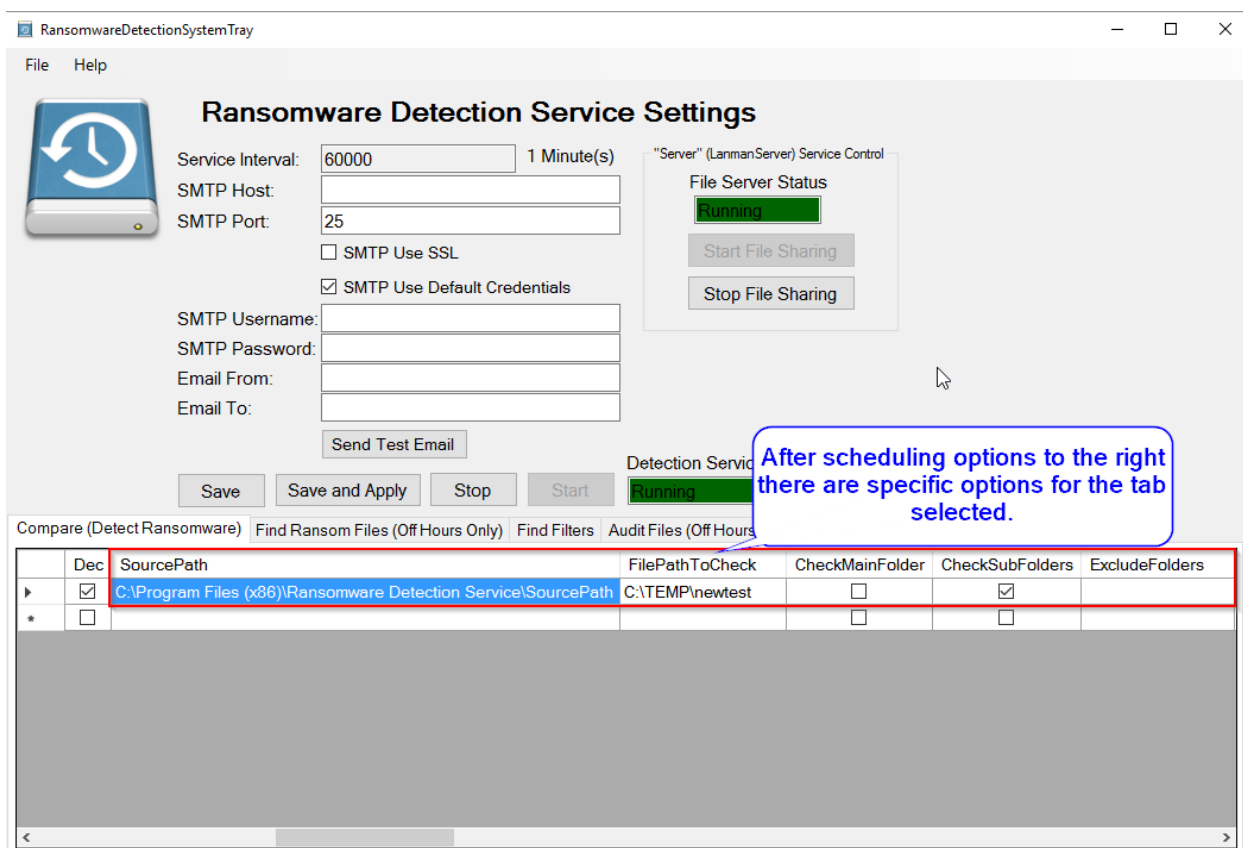 RansomwareDetectionSystemTray
File Help
Ransomware Detection Service Settings
Service Interval: 60000 1 Minute(s)
SMTP Host:
SMTP Port: 25
SMTP Use SSL
SMTP Use Default Credentials
SMTP Username:
SMTP Password:
Email From:
Email To:
Send Test Email
"Server" (LanmanServer) Service Control
File Server Status
Running
Start File Sharing
Stop File Sharing
Save Save and Apply Stop Start
Detection Servic
Running
After scheduling options to the right
there are specific options for the tab
selected.
Compare (Detect Ransomware) Find Ransom Files (Off Hours Only) Find Filters Audit Files (Off Hours
Dec SourcePath FilePathToCheck CheckMainFolder CheckSubFolders ExcludeFolders
C:\Program Files (x86)\Ransomware Detection Service\SourcePath C:\TEMP\newtest